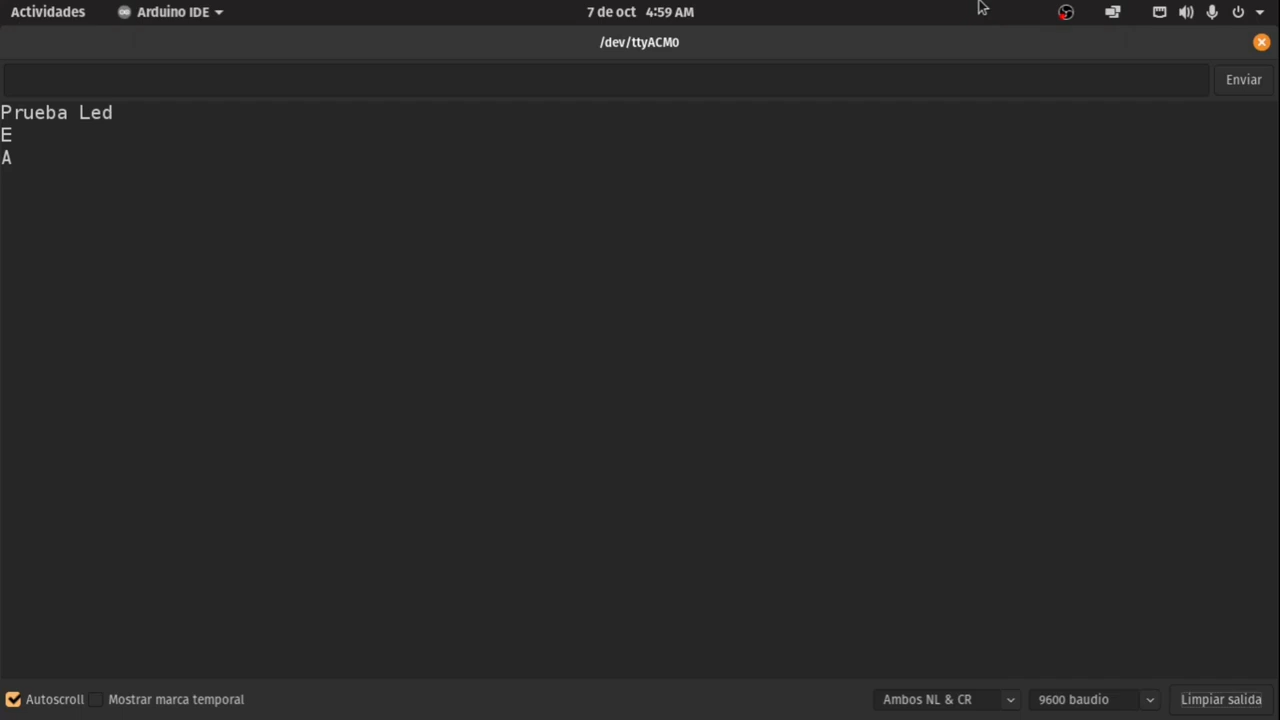 Actividades Arduino IDE 7 de oct 4:59 AM
/dev/ttyACM0
Enviar
Prueba Led
E
A
Autoscroll Mostrar marca temporal Ambos NL & CR 9600 baudio Limpiar salida